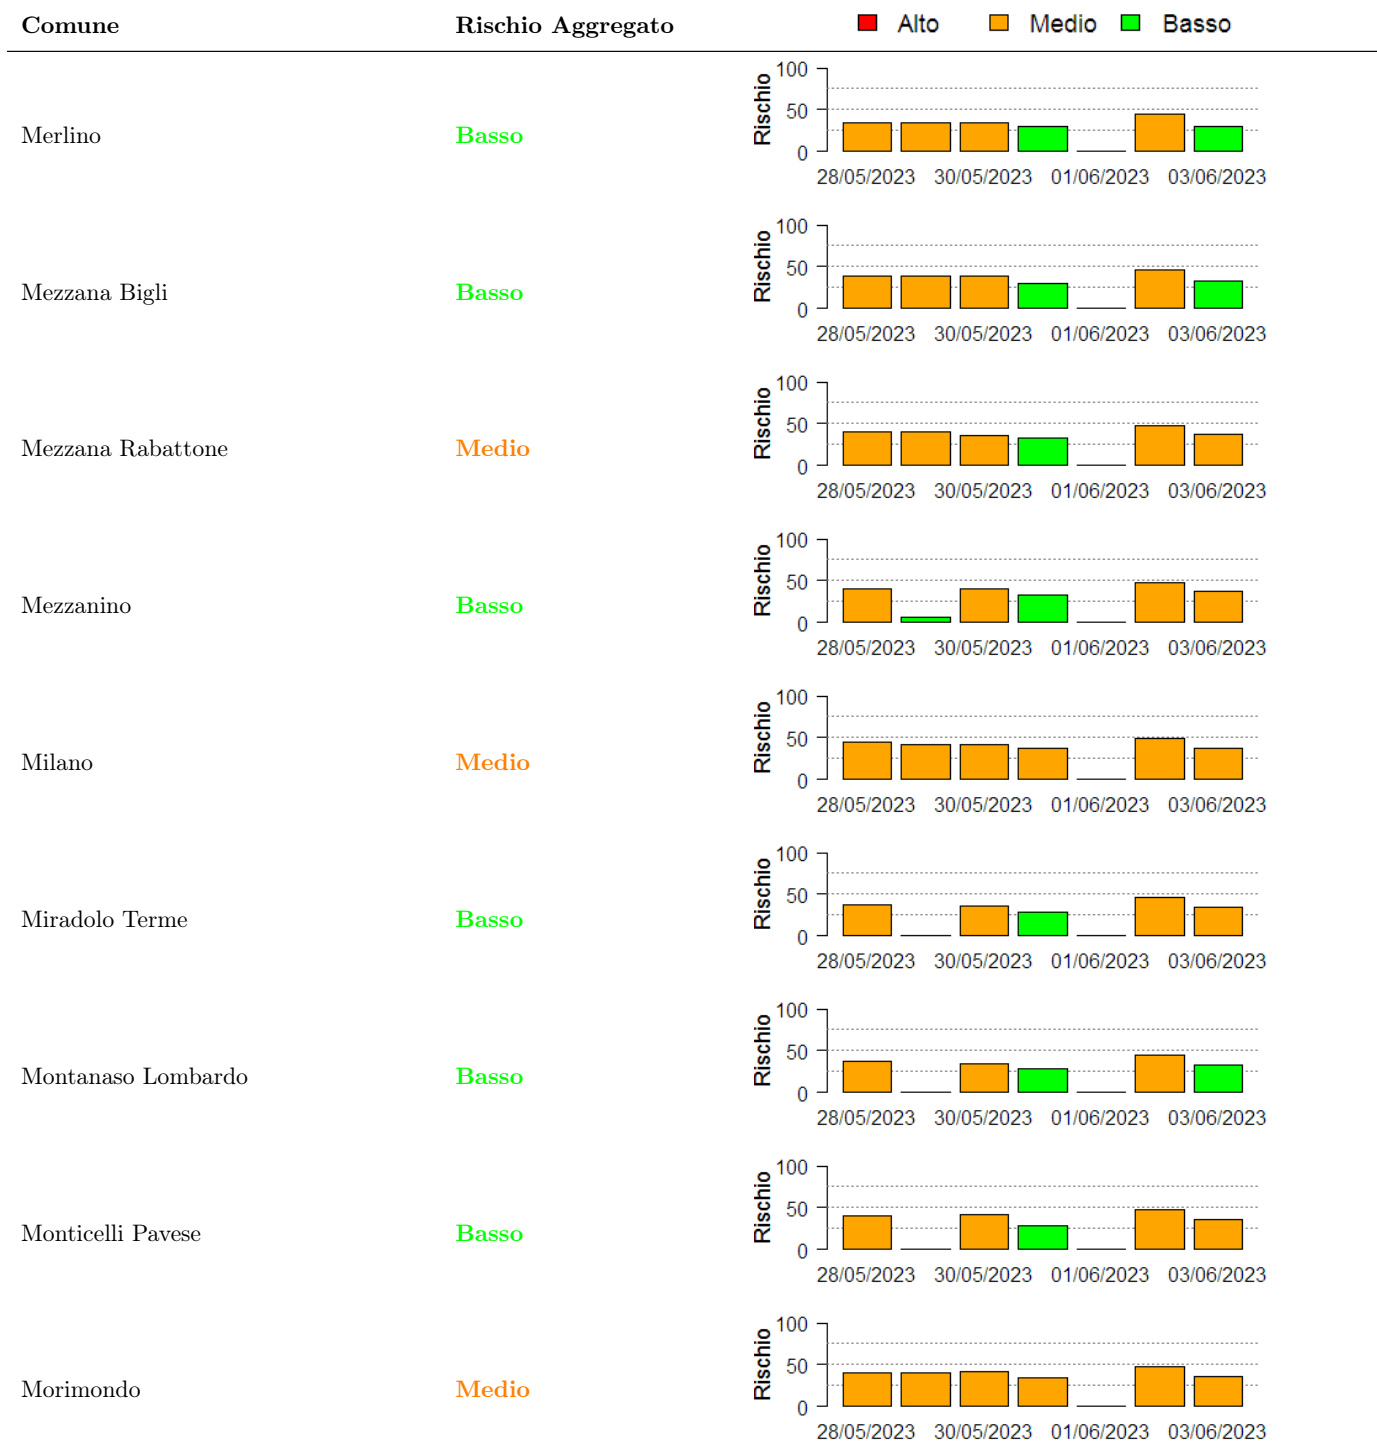 Comune Rischio Aggregato Alto Medio Basso
Merlino Basso Rischio 100 50 0
28/05/2023 30/05/2023 01/06/2023 03/06/2023
Mezzana Bigli Basso Rischio 100 50 0
28/05/2023 30/05/2023 01/06/2023 03/06/2023
Mezzana Rabattone Medio Rischio 100 50 0
28/05/2023 30/05/2023 01/06/2023 03/06/2023
Mezzanino Basso Rischio 100 50 0
28/05/2023 30/05/2023 01/06/2023 03/06/2023
Milano Medio Rischio 100 50 0
28/05/2023 30/05/2023 01/06/2023 03/06/2023
Miradolo Terme Basso Rischio 100 50 0
28/05/2023 30/05/2023 01/06/2023 03/06/2023
Montanaso Lombardo Basso Rischio 100 50 0
28/05/2023 30/05/2023 01/06/2023 03/06/2023
Monticelli Pavese Basso Rischio 100 50 0
28/05/2023 30/05/2023 01/06/2023 03/06/2023
Morimondo Medio Rischio 100 50 0
28/05/2023 30/05/2023 01/06/2023 03/06/2023